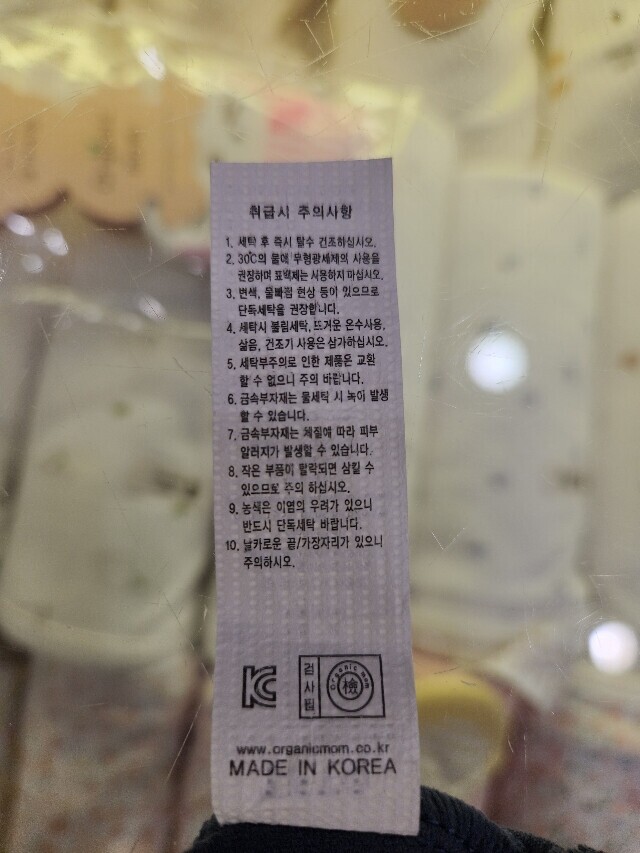 취급시 주의사항
1. 세탁 후 즉시 탈수 건조하십시오.
2. 30℃의 물에 무형광세제의 사용을
권장하며 표백제는 사용하지 마십시오.
3. 변색, 물빠짐 현상 등이 있으므로
단독세탁을 권장합니다.
4. 세탁시 불림세탁, 뜨거운 온수사용,
삶음, 건조기 사용은 삼가하십시오.
5. 세탁부주의로 인한 제품은 교환
할 수 없으니 주의 바랍니다.
6. 금속부자재는 물세탁 시 녹이 발생
할 수 있습니다.
7. 금속부자재는 체질에 따라 피부
알러지가 발생할 수 있습니다.
8. 작은 부품이 탈락되면 삼킬 수
있으므로 주의 하십시오.
9. 농색은 이염의 우려가 있으니
반드시 단독세탁 바랍니다.
10. 날카로운 끝/가장자리가 있으니
주의하시오.
KC
검사필
Organic mom
檢
www.organicmom.co.kr
MADE IN KOREA